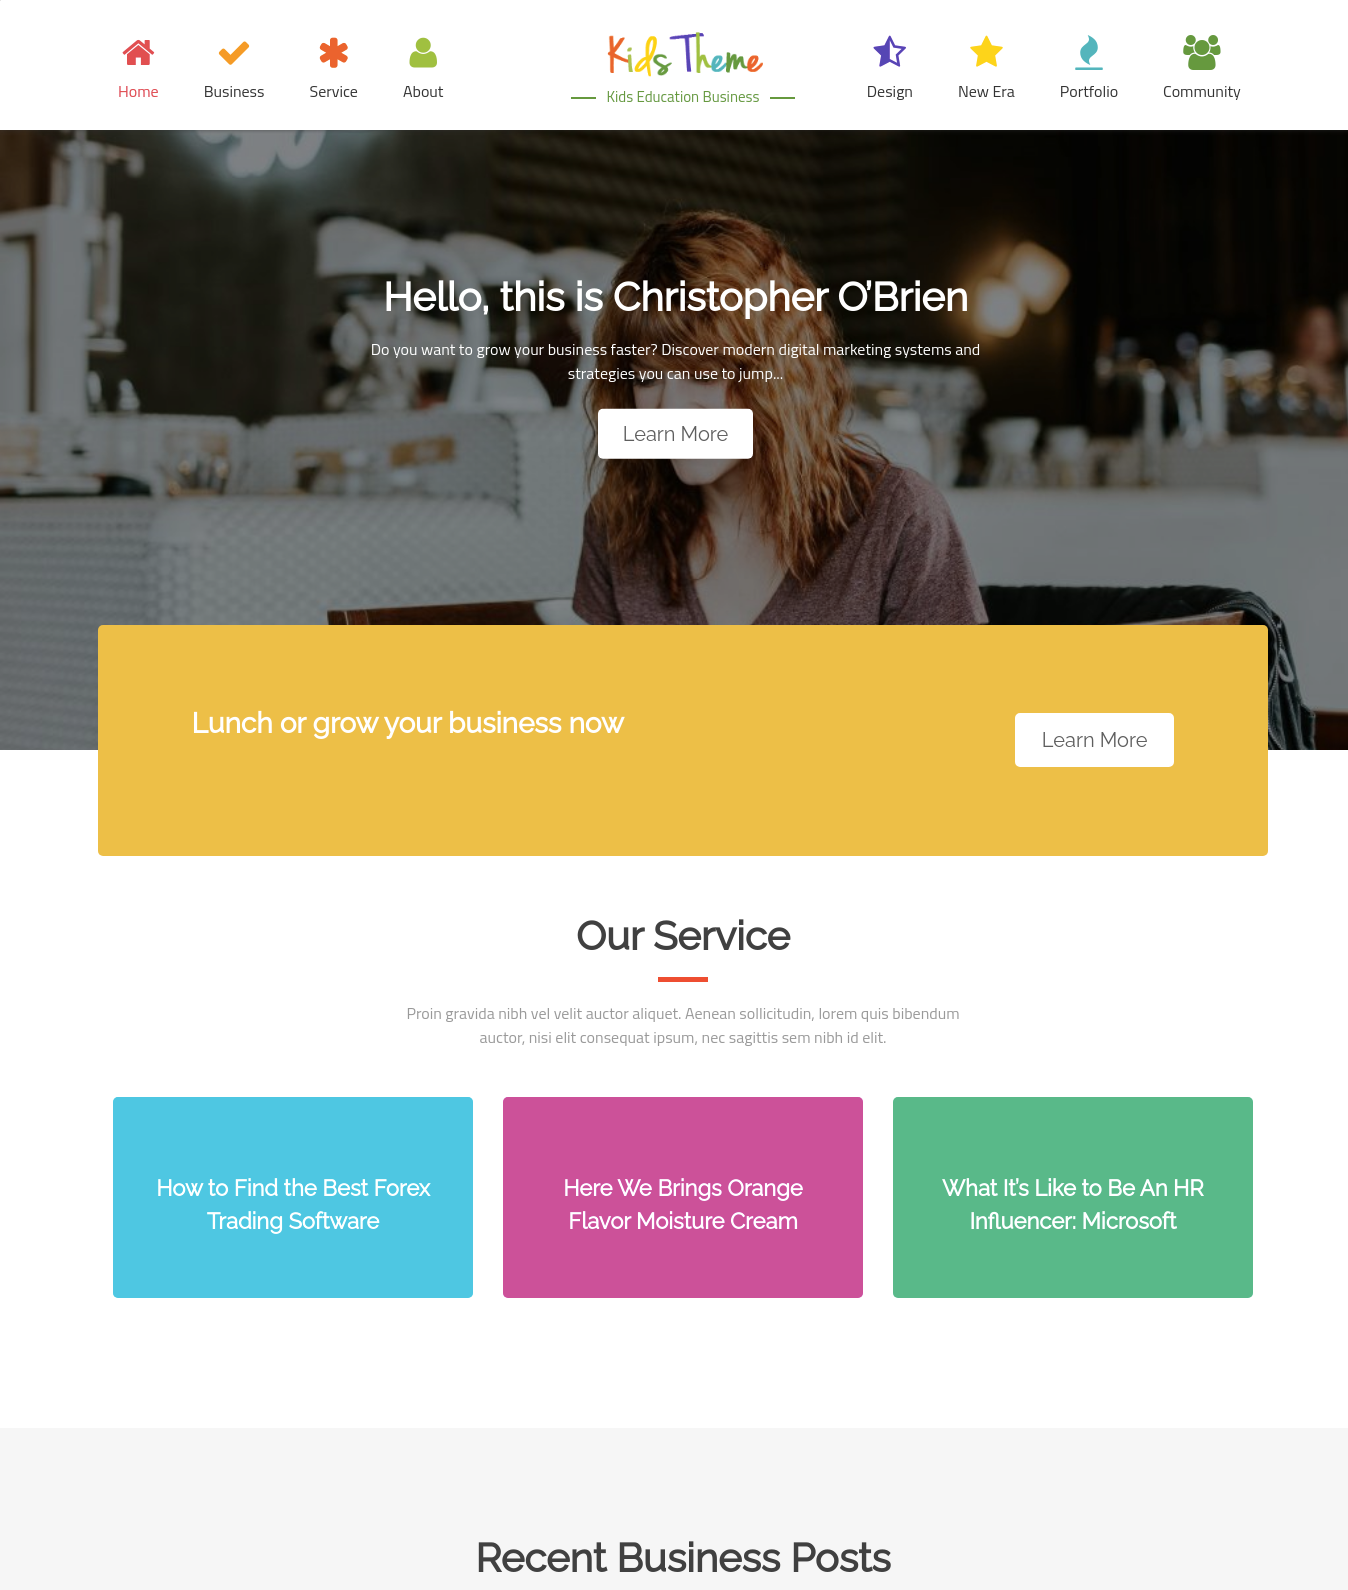 Home
Business
Service
About
Kids Theme
Kids Education Business
Design
New Era
Portfolio
Community
Hello, this is Christopher O’Brien
Do you want to grow your business faster? Discover modern digital marketing systems and
strategies you can use to jump...
Learn More
Lunch or grow your business now
Learn More
Our Service
Proin gravida nibh vel velit auctor aliquet. Aenean sollicitudin, lorem quis bibendum
auctor, nisi elit consequat ipsum, nec sagittis sem nibh id elit.
How to Find the Best Forex
Trading Software
Here We Brings Orange
Flavor Moisture Cream
What It’s Like to Be An HR
Influencer: Microsoft
Recent Business Posts